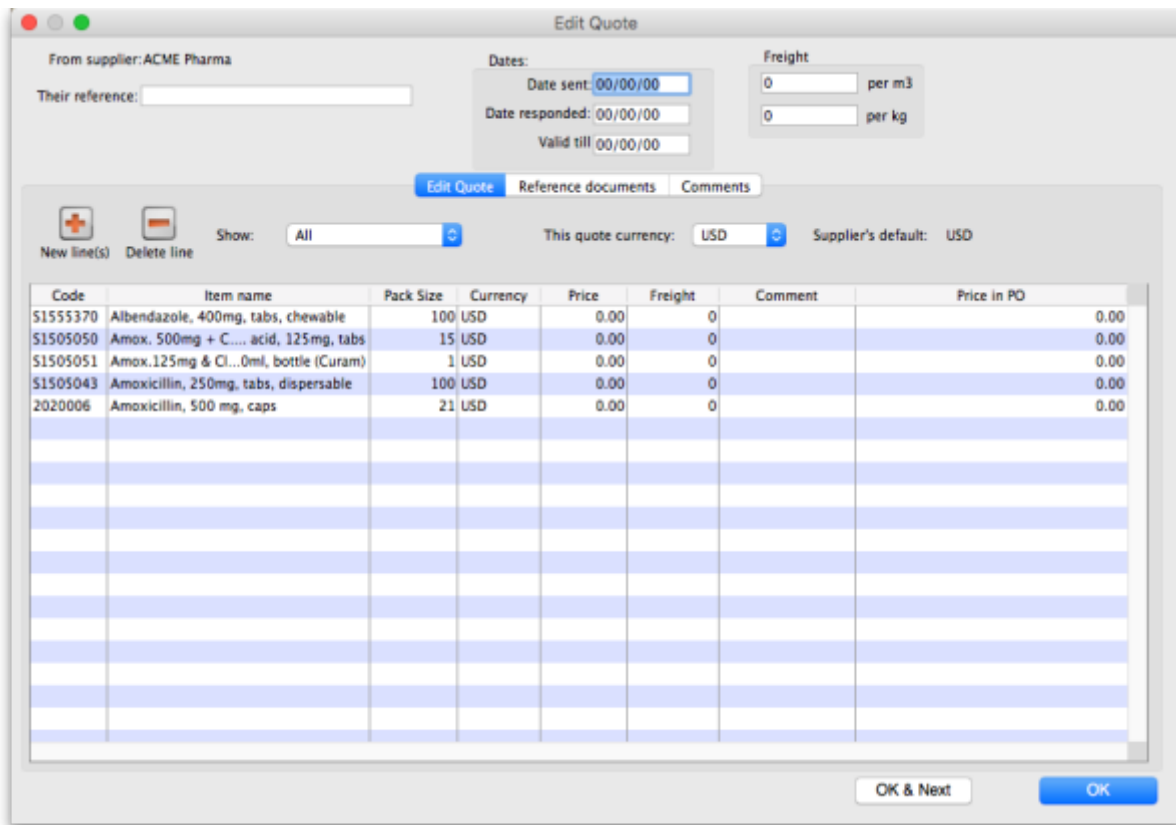 Edit Quote
From supplier: ACME Pharma
Their reference:
Dates:
Date sent: 00/00/00
Date responded: 00/00/00
Valid till 00/00/00
Freight
0 per m3
0 per kg
Edit Quote Reference documents Comments
New line(s) Delete line Show: All This quote currency: USD Supplier's default: USD
Code Item name Pack Size Currency Price Freight Comment Price in PO
S1555370 Albendazole, 400mg, tabs, chewable 100 USD 0.00 0 0.00
S1505050 Amox. 500mg + C.... acid, 125mg, tabs 15 USD 0.00 0 0.00
S1505051 Amox.125mg & Cl...0ml, bottle (Curam) 1 USD 0.00 0 0.00
S1505043 Amoxicillin, 250mg, tabs, dispersable 100 USD 0.00 0 0.00
2020006 Amoxicillin, 500 mg, caps 21 USD 0.00 0 0.00
OK & Next OK